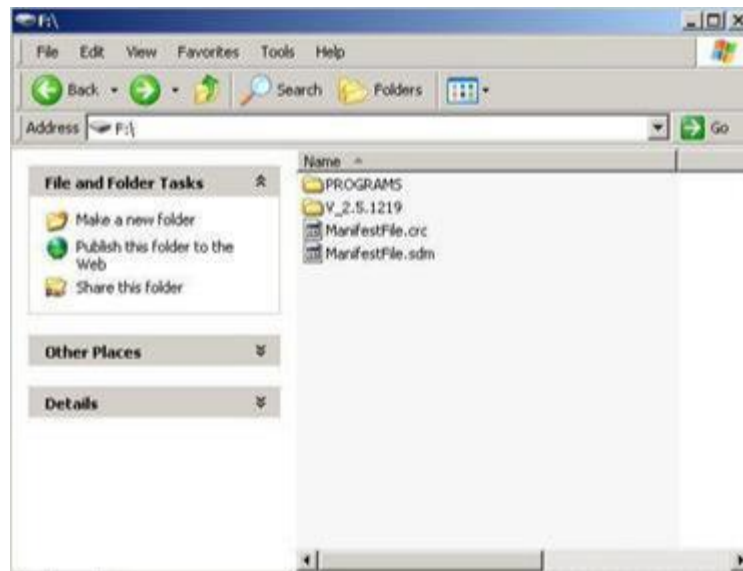 F:\
File Edit View Favorites Tools Help
Back Search Folders
Address F:\ Go
File and Folder Tasks
Make a new folder
Publish this folder to the
Web
Share this folder
Other Places
Details
Name
PROGRAMS
V_2.5.1219
ManifestFile.crc
ManifestFile.sdm